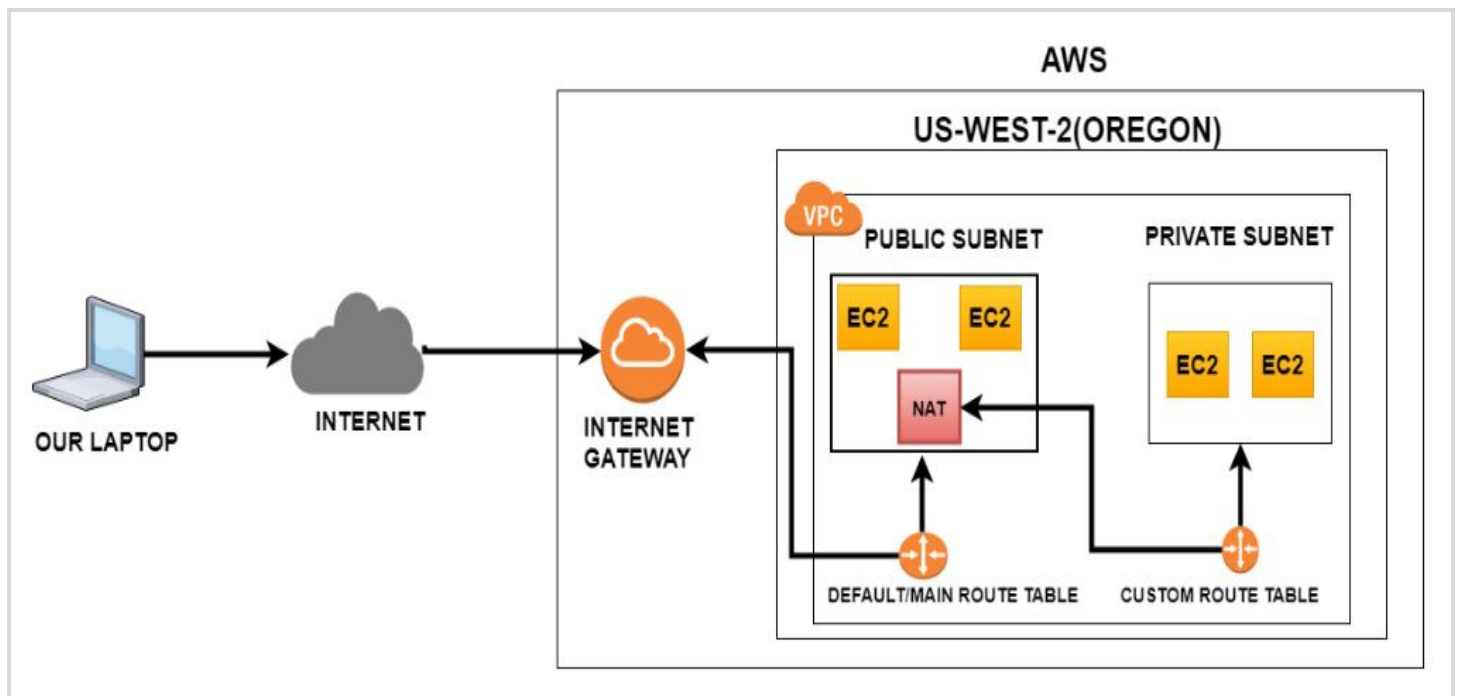 AWS
US-WEST-2(OREGON)
VPC
PUBLIC SUBNET
PRIVATE SUBNET
EC2
EC2
EC2
EC2
NAT
OUR LAPTOP
INTERNET
INTERNET
GATEWAY
DEFAULT/MAIN ROUTE TABLE
CUSTOM ROUTE TABLE